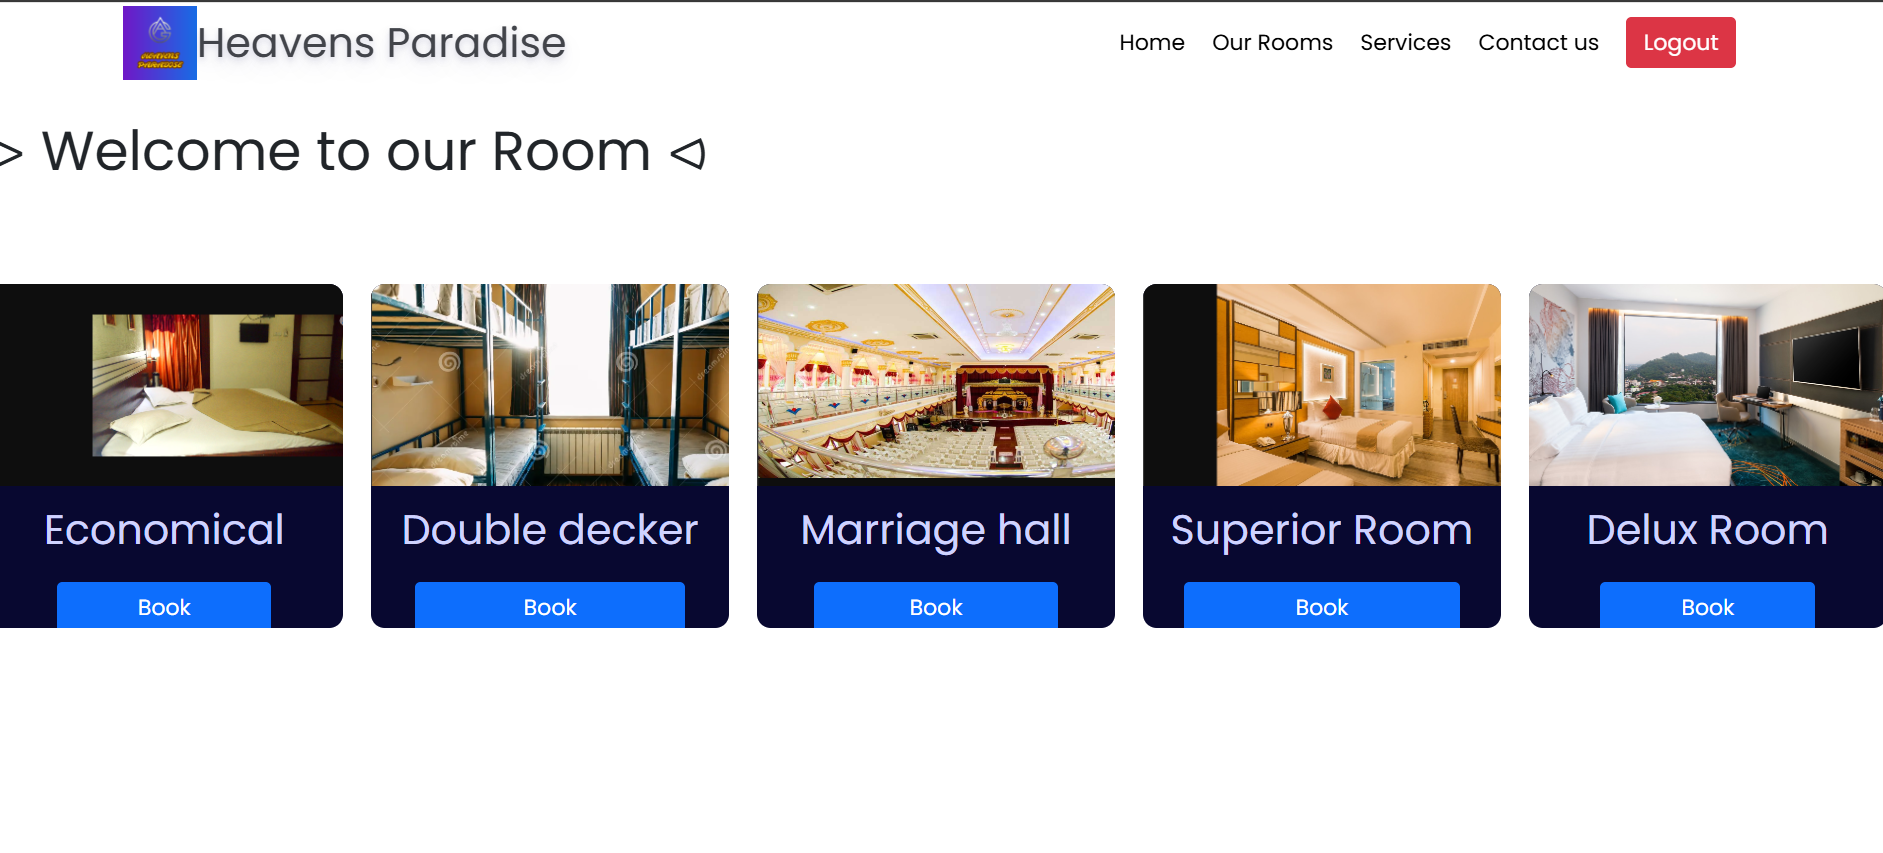 Heavens Paradise
Home Our Rooms Services Contact us Logout
> Welcome to our Room ⊲
Economical
Book
Double decker
Book
Marriage hall
Book
Superior Room
Book
Delux Room
Book